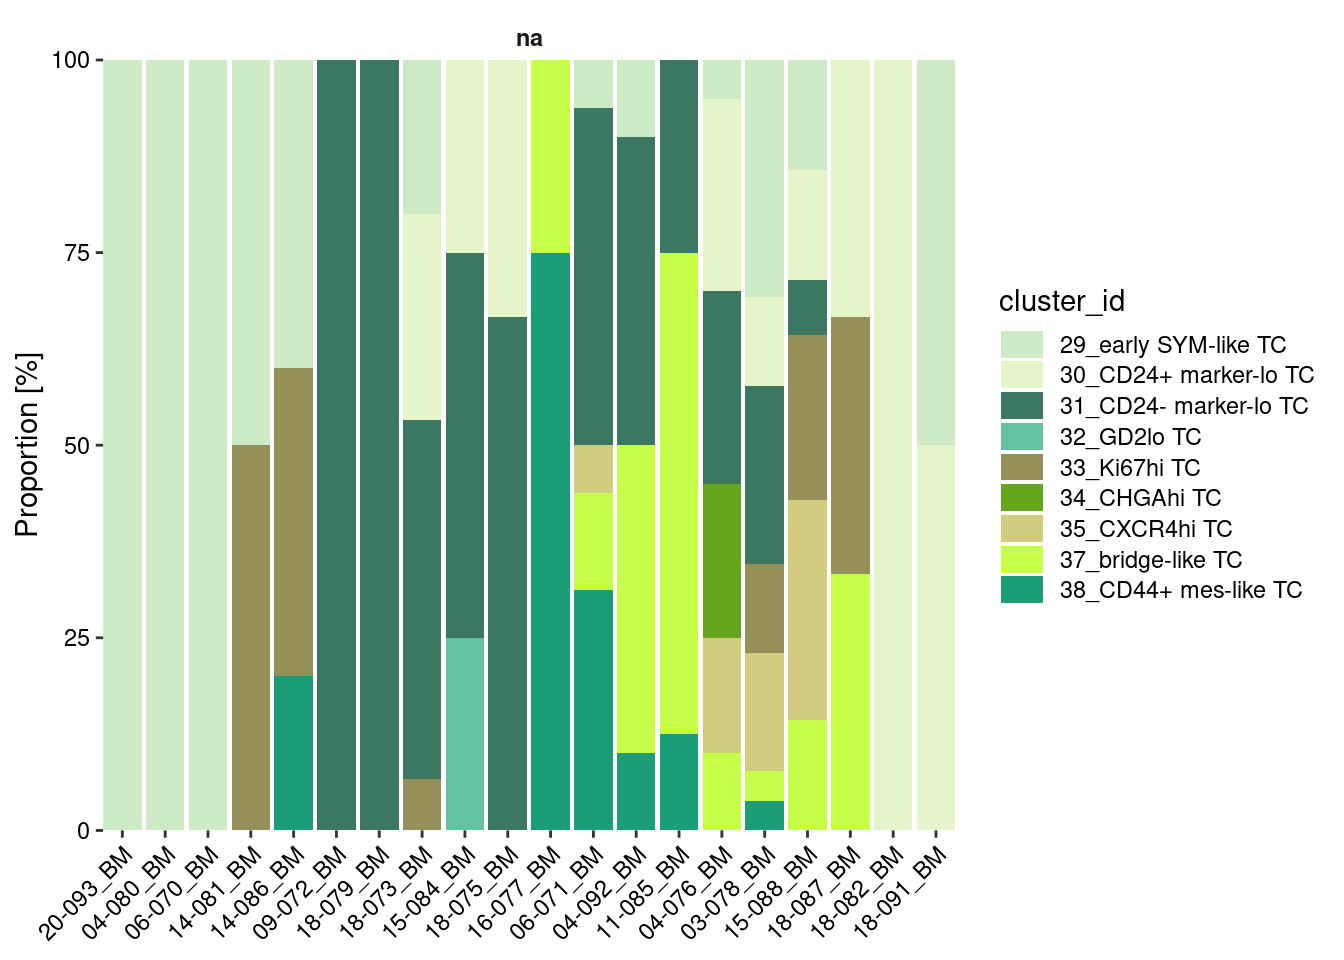 na
Proportion [%]
100
75
50
25
0
20-093_BM
04-080_BM
06-070_BM
14-081_BM
14-086_BM
09-072_BM
18-079_BM
18-073_BM
15-084_BM
18-075_BM
16-077_BM
06-071_BM
04-092_BM
11-085_BM
04-076_BM
03-078_BM
15-088_BM
18-087_BM
18-082_BM
18-091_BM
cluster_id
29_early SYM-like TC
30_CD24+ marker-lo TC
31_CD24- marker-lo TC
32_GD2lo TC
33_Ki67hi TC
34_CHGAhi TC
35_CXCR4hi TC
37_bridge-like TC
38_CD44+ mes-like TC